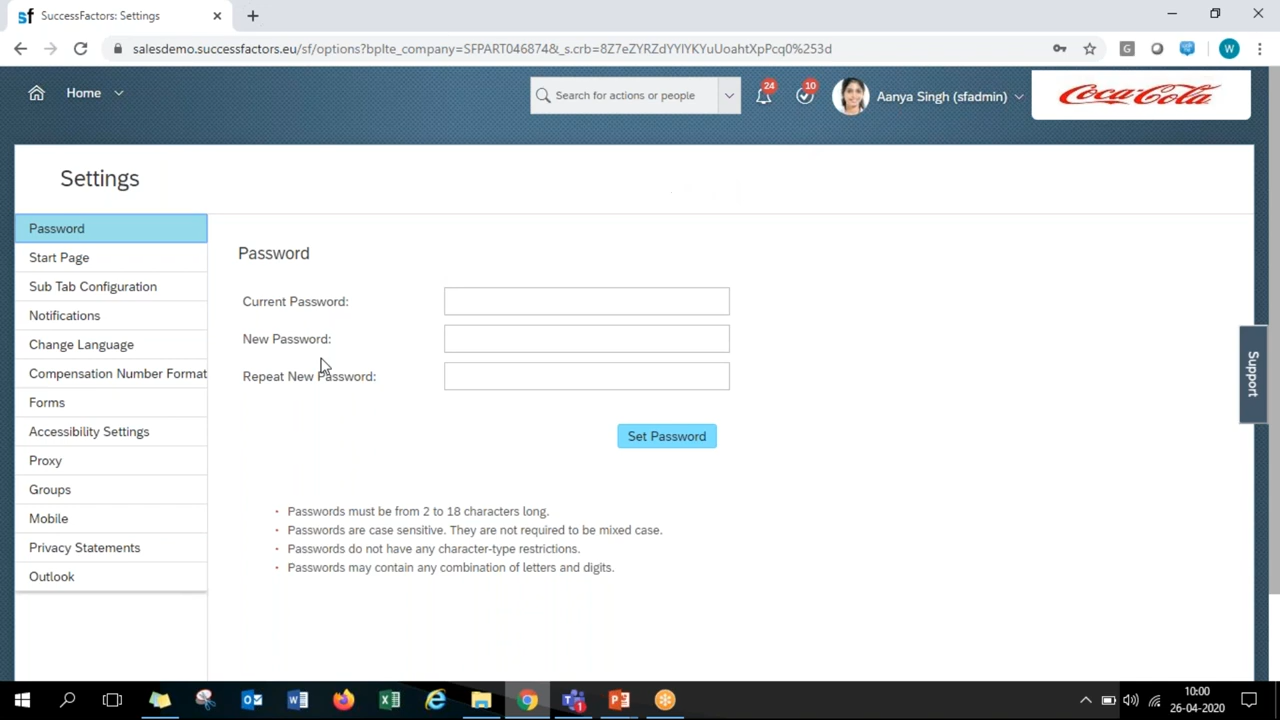 SuccessFactors: Settings
salesdemo.successfactors.eu/sf/options?bplte_company=SFPART046874&_s.crb=8Z7eZYRZdYYlYKYuUoahtXpPcq0%253d
W
Home
Search for actions or people
24
10
Aanya Singh (sfadmin)
Coca-Cola
Settings
Password
Start Page
Sub Tab Configuration
Notifications
Change Language
Compensation Number Format
Forms
Accessibility Settings
Proxy
Groups
Mobile
Privacy Statements
Outlook
Password
Current Password:
New Password:
Repeat New Password:
Set Password
· Passwords must be from 2 to 18 characters long.
· Passwords are case sensitive. They are not required to be mixed case.
· Passwords do not have any character-type restrictions.
· Passwords may contain any combination of letters and digits.
Support
10:00
26-04-2020